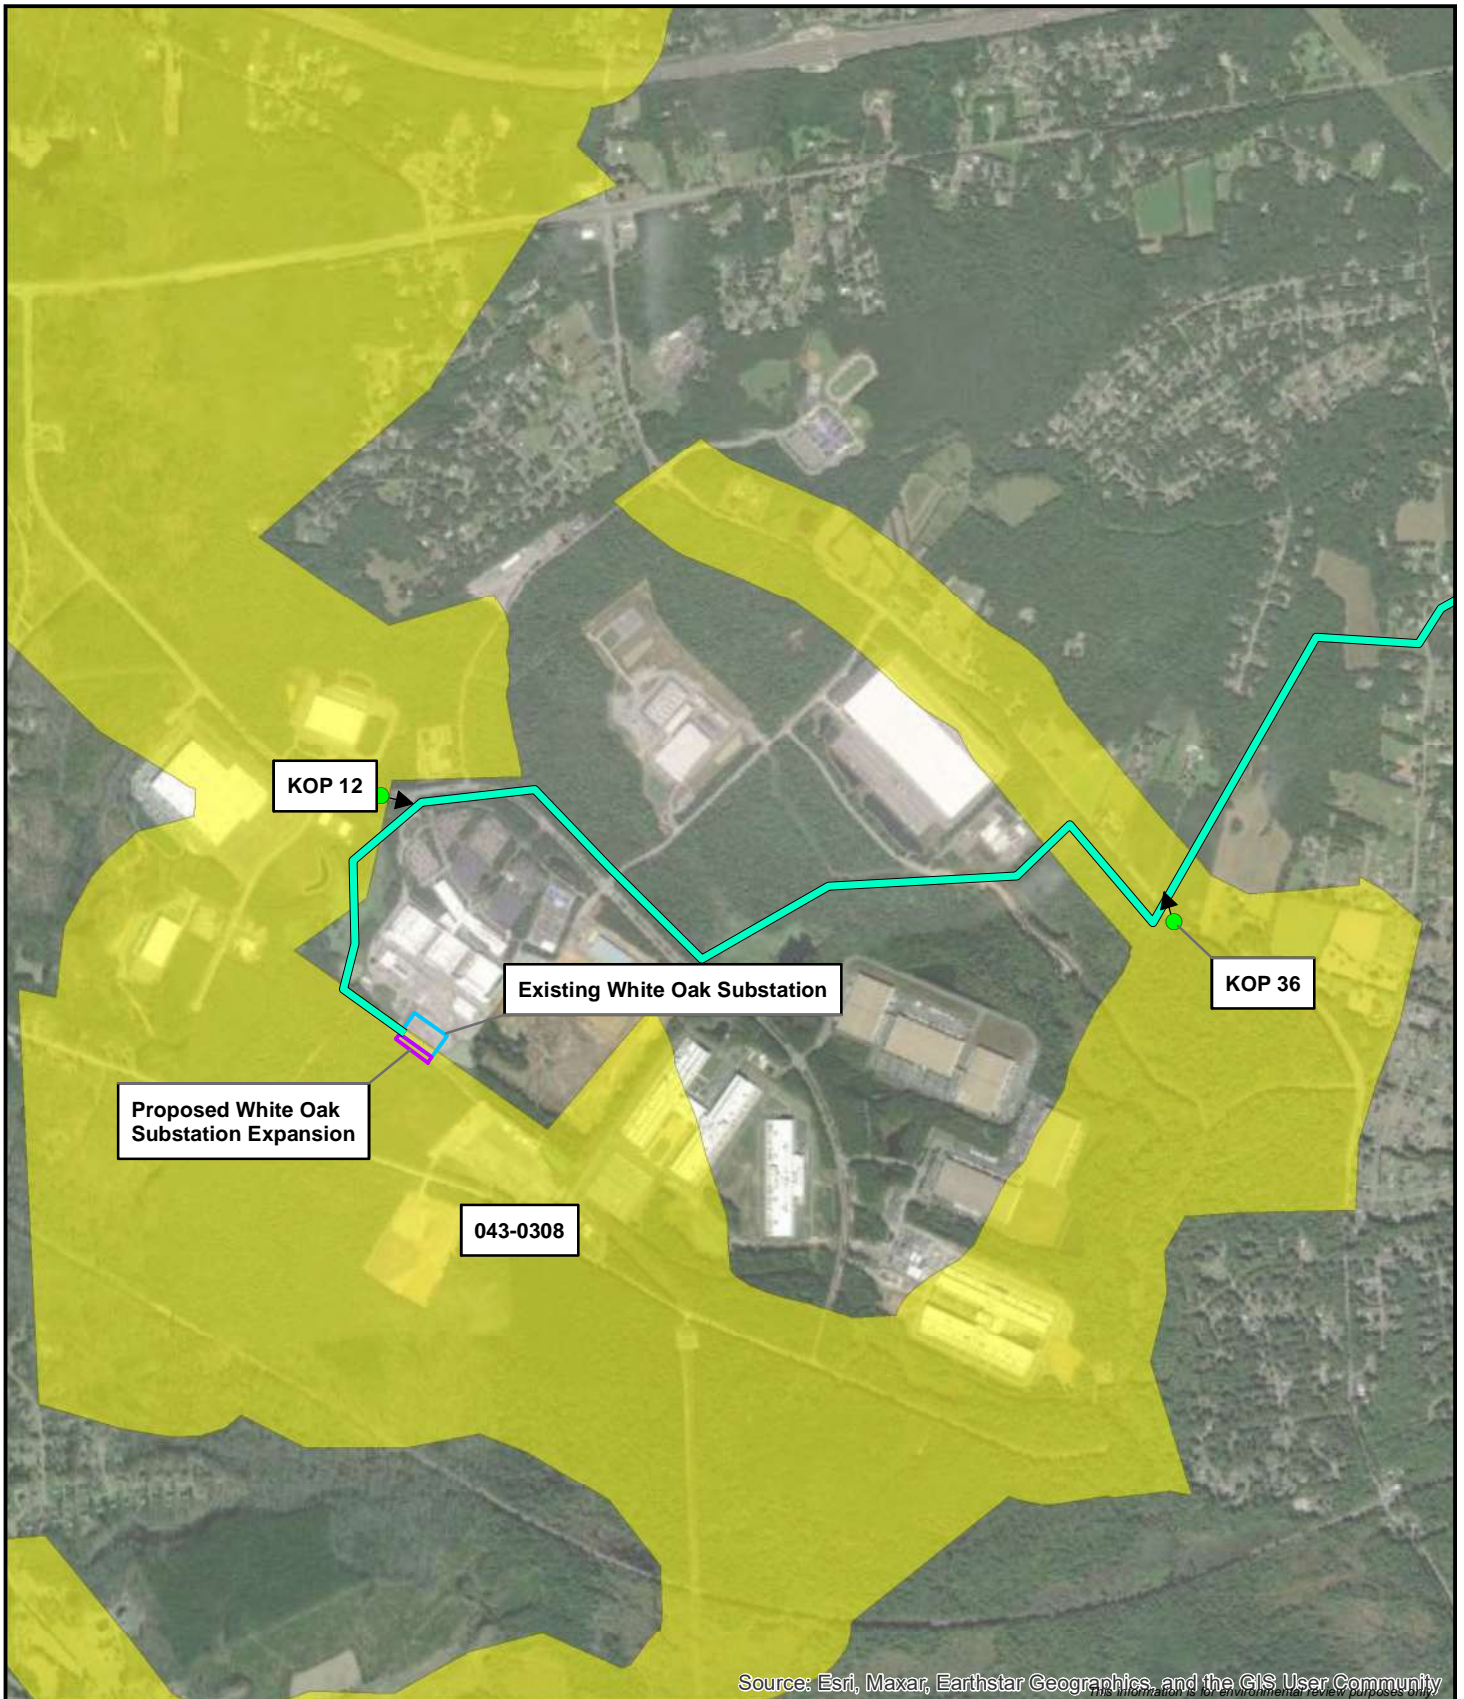 KOP 12
Existing White Oak Substation
KOP 36
Proposed White Oak
Substation Expansion
043-0308
Source: Esri, Maxar, Earthstar Geographics, and the GIS User Community
This information is for environmental review purposes only.